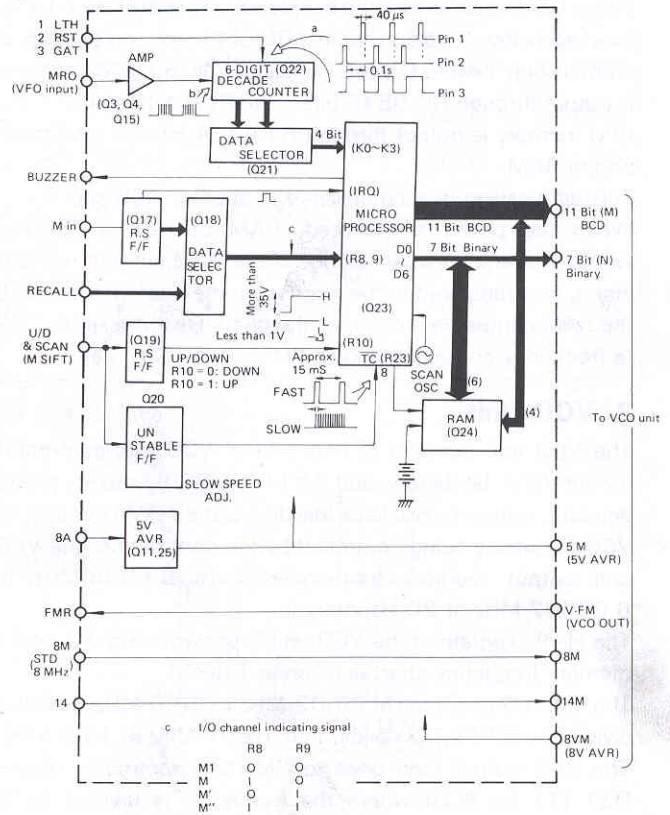 1 LTH
2 RST
3 GAT
AMP
MRO
(VFO input)
(Q3, Q4,
Q15)
a
40 μs
Pin 1
Pin 2
0.1s
Pin 3
6-DIGIT (Q22)
DECADE
COUNTER
b
DATA
SELECTOR
(Q21)
4 Bit
(K0~K3)
BUZZER
(IRQ)
MICRO
PROCESSOR
11 Bit BCD
11 Bit (M)
BCD
M in
(Q17)
R.S
F/F
(Q18)
DATA
SELEC
TOR
c
(R8, 9)
D0
D6
7 Bit Binary
7 Bit (N)
Binary
RECALL
More than
35V
H
L
Less than 1V
(Q23)
U/D
& SCAN
(M SIFT)
(Q19)
R.S
F/F
UP/DOWN
R10 = 0: DOWN
R10 = 1: UP
(R10)
TC (R23)
8
SCAN
OSC
Approx.
15 mS
FAST
SLOW
(6)
(4)
RAM
(Q24)
To VCO unit
Q20
UN
STABLE
F/F
SLOW SPEED
ADJ.
8A
5V
AVR
(Q11,25)
5 M
(5V AVR)
FMR
V-FM
(VCO OUT)
8M
(STD
8 MHz)
8M
14
14M
8VM
(8V AVR)
c I/O channel indicating signal
R8 R9
M1 O O
M I O
M' O I
M'' I I